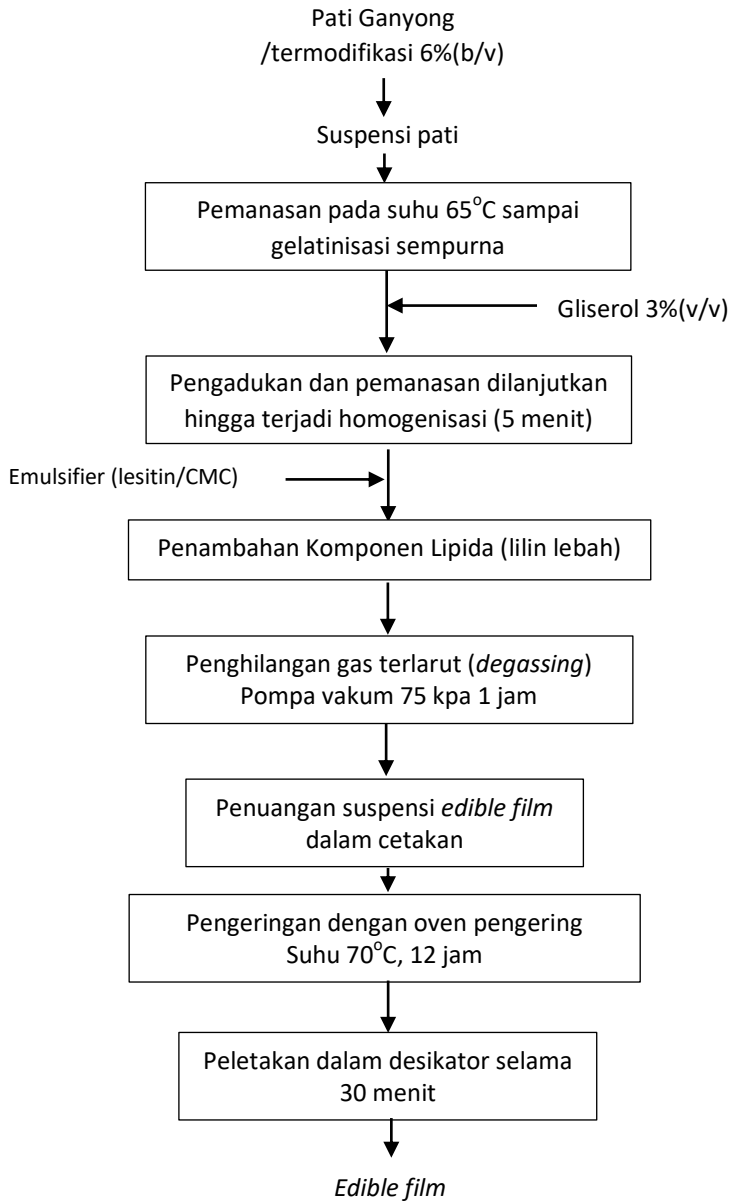 Pati Ganyong
/termodifikasi 6%(b/v)
Suspensi pati
Pemanasan pada suhu 65°C sampai
gelatinisasi sempurna
Gliserol 3%(v/v)
Pengadukan dan pemanasan dilanjutkan
hingga terjadi homogenisasi (5 menit)
Emulsifier (lesitin/CMC)
Penambahan Komponen Lipida (lilin lebah)
Penghilangan gas terlarut (degassing)
Pompa vakum 75 kpa 1 jam
Penuangan suspensi edible film
dalam cetakan
Pengeringan dengan oven pengering
Suhu 70°C, 12 jam
Peletakan dalam desikator selama
30 menit
Edible film